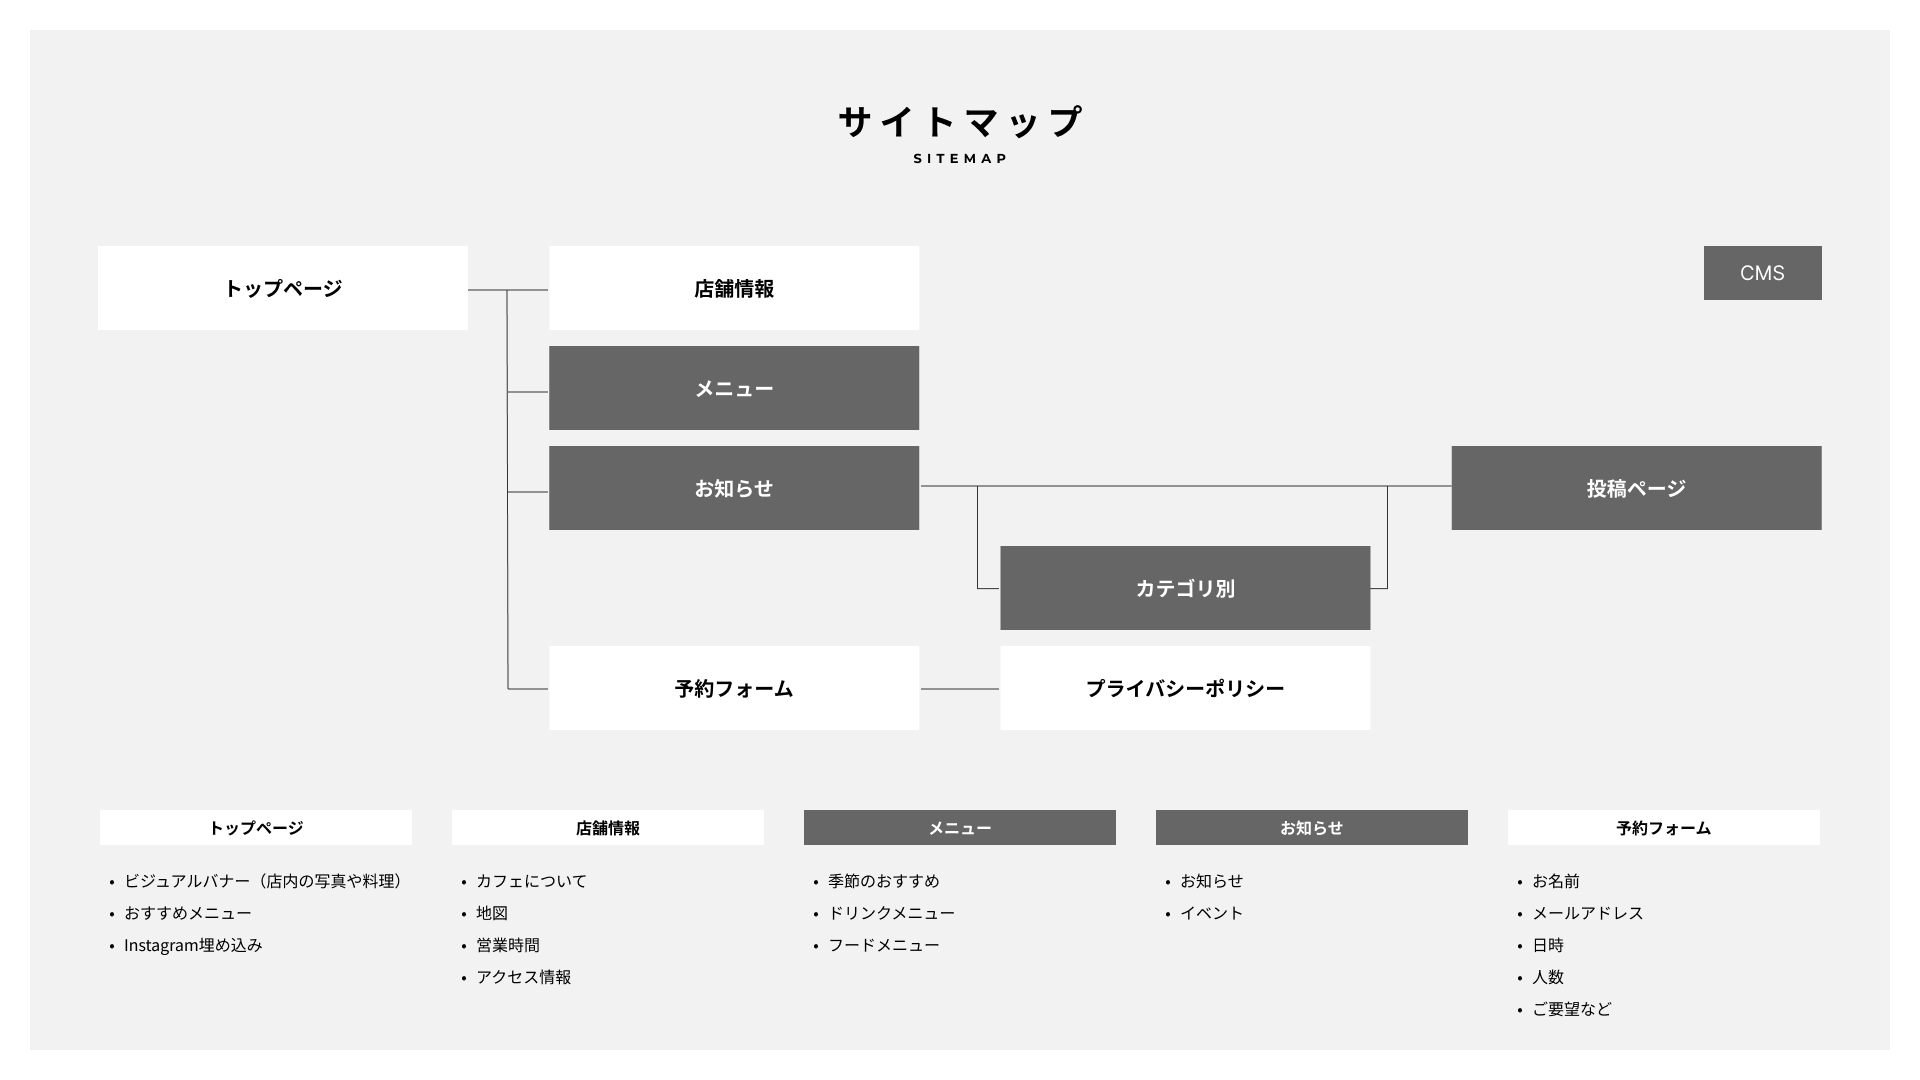 サイトマップ
SITEMAP
トップページ
店舗情報
CMS
メニュー
お知らせ
投稿ページ
カテゴリ別
予約フォーム
プライバシーポリシー
トップページ
・ビジュアルバナー（店内の写真や料理）
・おすすめメニュー
・Instagram埋め込み
店舗情報
・カフェについて
・地図
・営業時間
・アクセス情報
メニュー
・季節のおすすめ
・ドリンクメニュー
・フードメニュー
お知らせ
・お知らせ
・イベント
予約フォーム
・お名前
・メールアドレス
・日時
・人数
・ご要望など